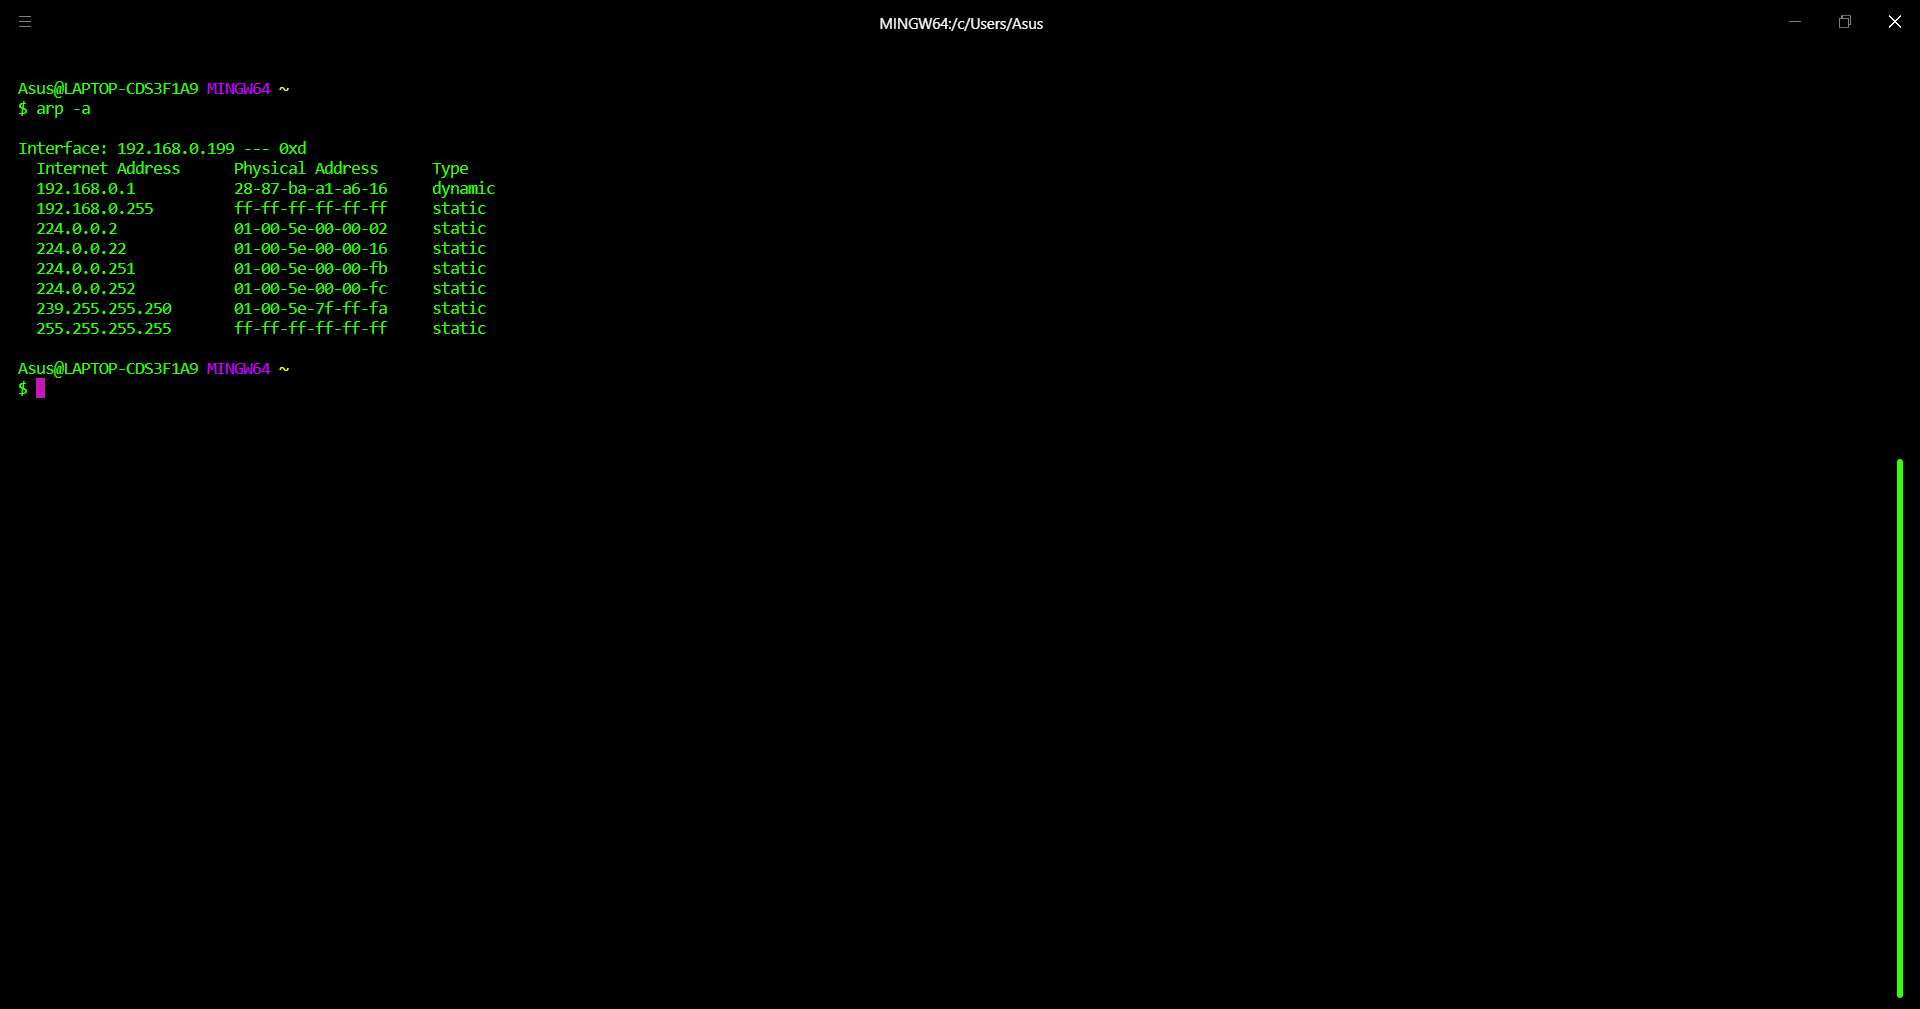 MINGW64:/c/Users/Asus
Asus@LAPTOP-CDS3F1A9 MINGW64 ~
$ arp -a
Interface: 192.168.0.199 --- 0xd
  Internet Address      Physical Address      Type
  192.168.0.1           28-87-ba-a1-a6-16     dynamic
  192.168.0.255         ff-ff-ff-ff-ff-ff     static
  224.0.0.2             01-00-5e-00-00-02     static
  224.0.0.22            01-00-5e-00-00-16     static
  224.0.0.251           01-00-5e-00-00-fb     static
  224.0.0.252           01-00-5e-00-00-fc     static
  239.255.255.250       01-00-5e-7f-ff-fa     static
  255.255.255.255       ff-ff-ff-ff-ff-ff     static
Asus@LAPTOP-CDS3F1A9 MINGW64 ~
$